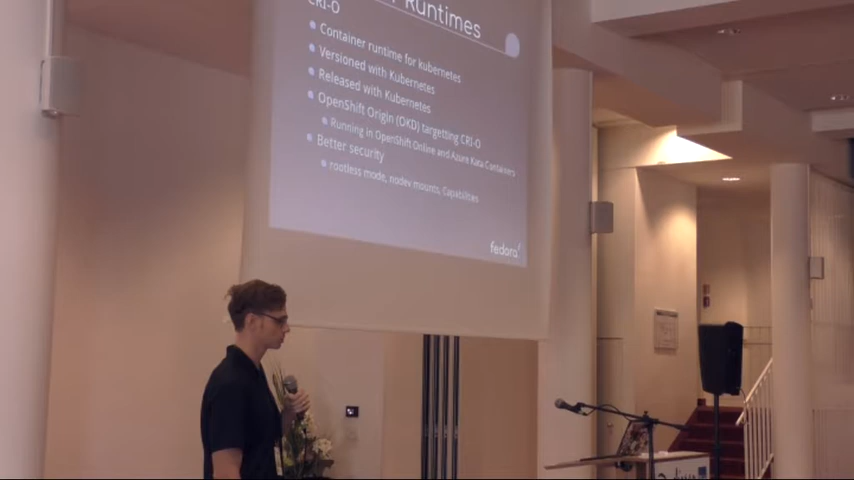 Runtimes
CRI-O
Container runtime for kubernetes
Versioned with Kubernetes
Released with Kubernetes
OpenShift Origin (OKD) targetting CRI-O
Running in OpenShift Online and Azure Kata Containers
Better security
rootless mode, nodev mounts, Capabilities
fedora